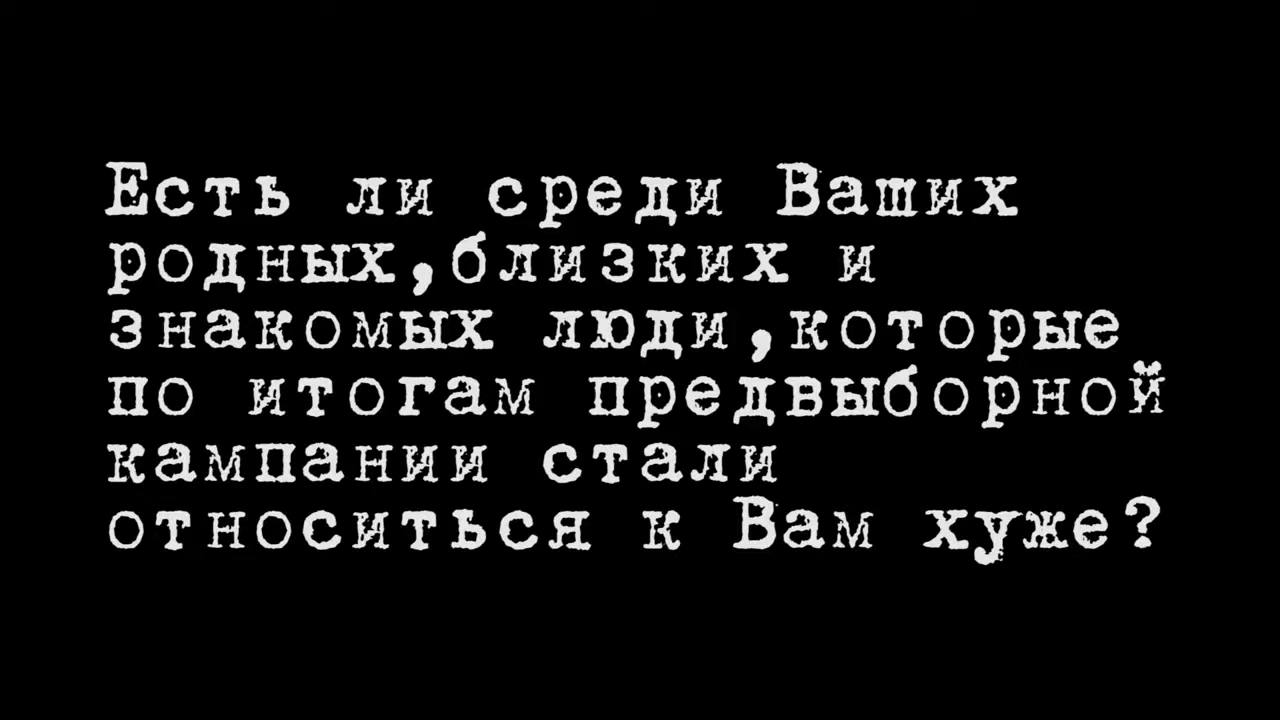 Есть ли среди Ваших
родных,близких и
знакомых люди,которые
по итогам предвыборной
кампании стали
относиться к Вам хуже?